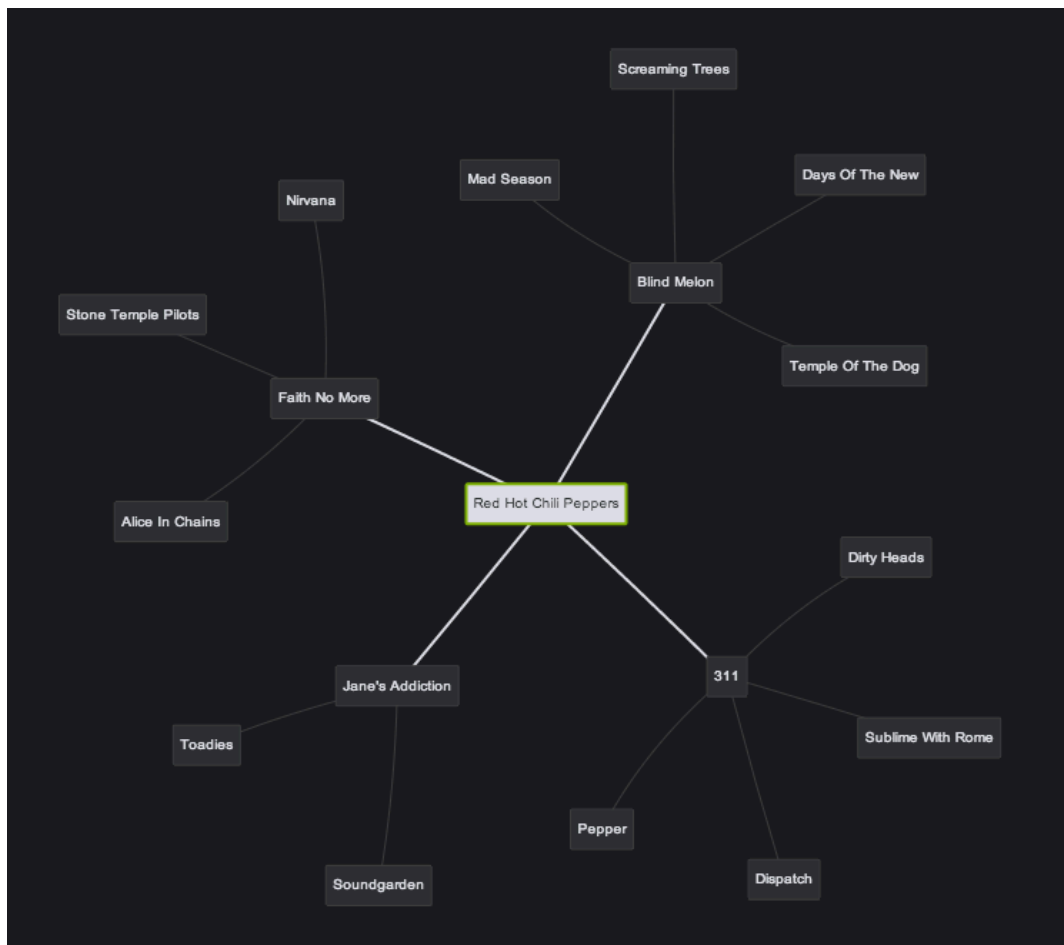 Screaming Trees
Mad Season
Days Of The New
Nirvana
Blind Melon
Stone Temple Pilots
Temple Of The Dog
Faith No More
Red Hot Chili Peppers
Alice In Chains
Dirty Heads
Jane's Addiction
311
Toadies
Sublime With Rome
Pepper
Soundgarden
Dispatch